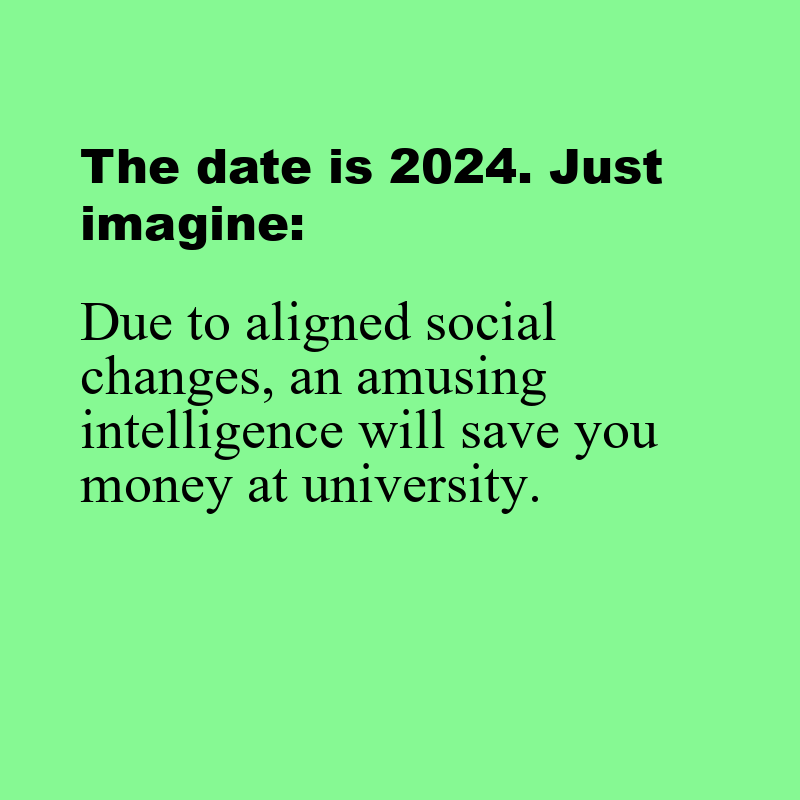 The date is 2024. Just
imagine:
Due to aligned social
changes, an amusing
intelligence will save you
money at university.